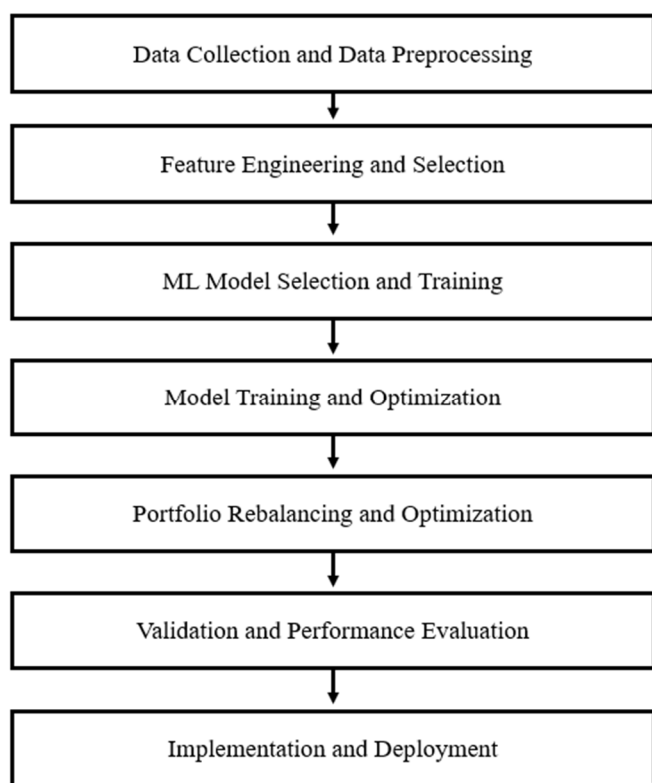 Data Collection and Data Preprocessing
Feature Engineering and Selection
ML Model Selection and Training
Model Training and Optimization
Portfolio Rebalancing and Optimization
Validation and Performance Evaluation
Implementation and Deployment